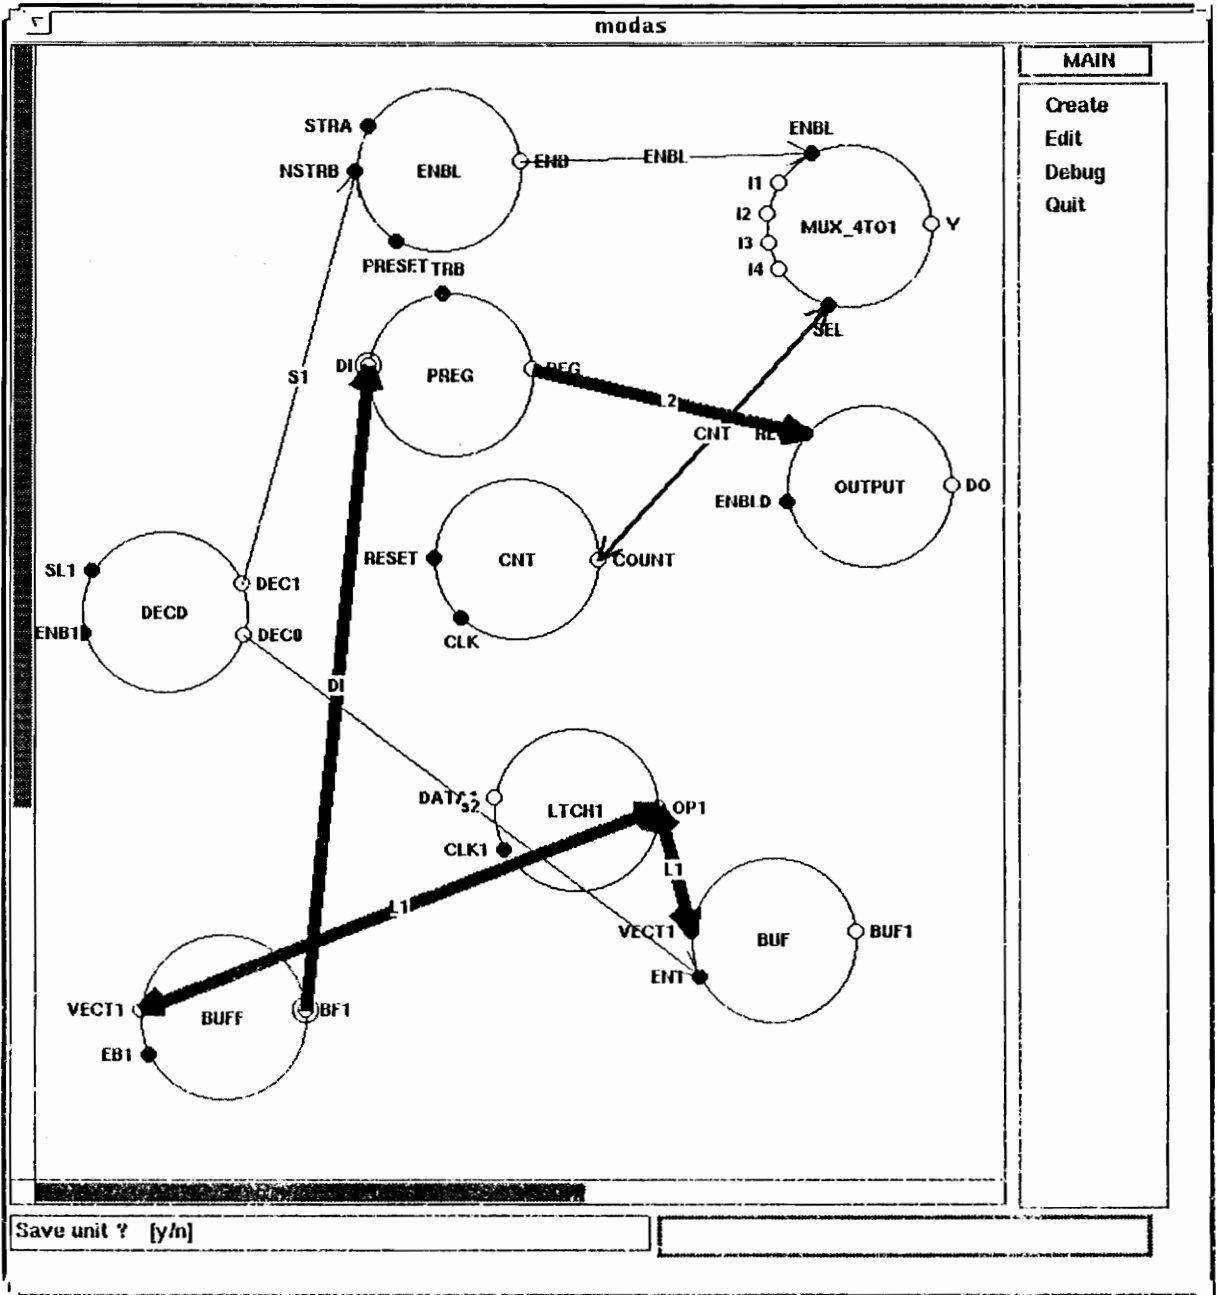 modas
MAIN
Create
Edit
Debug
Quit
STRA
NSTRB
ENBL
ENB
ENBL
ENBL
I1
I2
I3
I4
MUX_4TO1
Y
SEL
PRESET
TRB
DI
PREG
L2
S1
CNT
OUTPUT
ENBLD
DO
RESET
CNT
COUNT
CLK
SL1
DECD
ENB1
DEC1
DEC0
DI
s2
LTCH1
OP1
CLK1
L1
L1
VECT1
BUF
BUF1
ENT
VECT1
BUFF
BF1
EB1
Save unit ? [y/n]